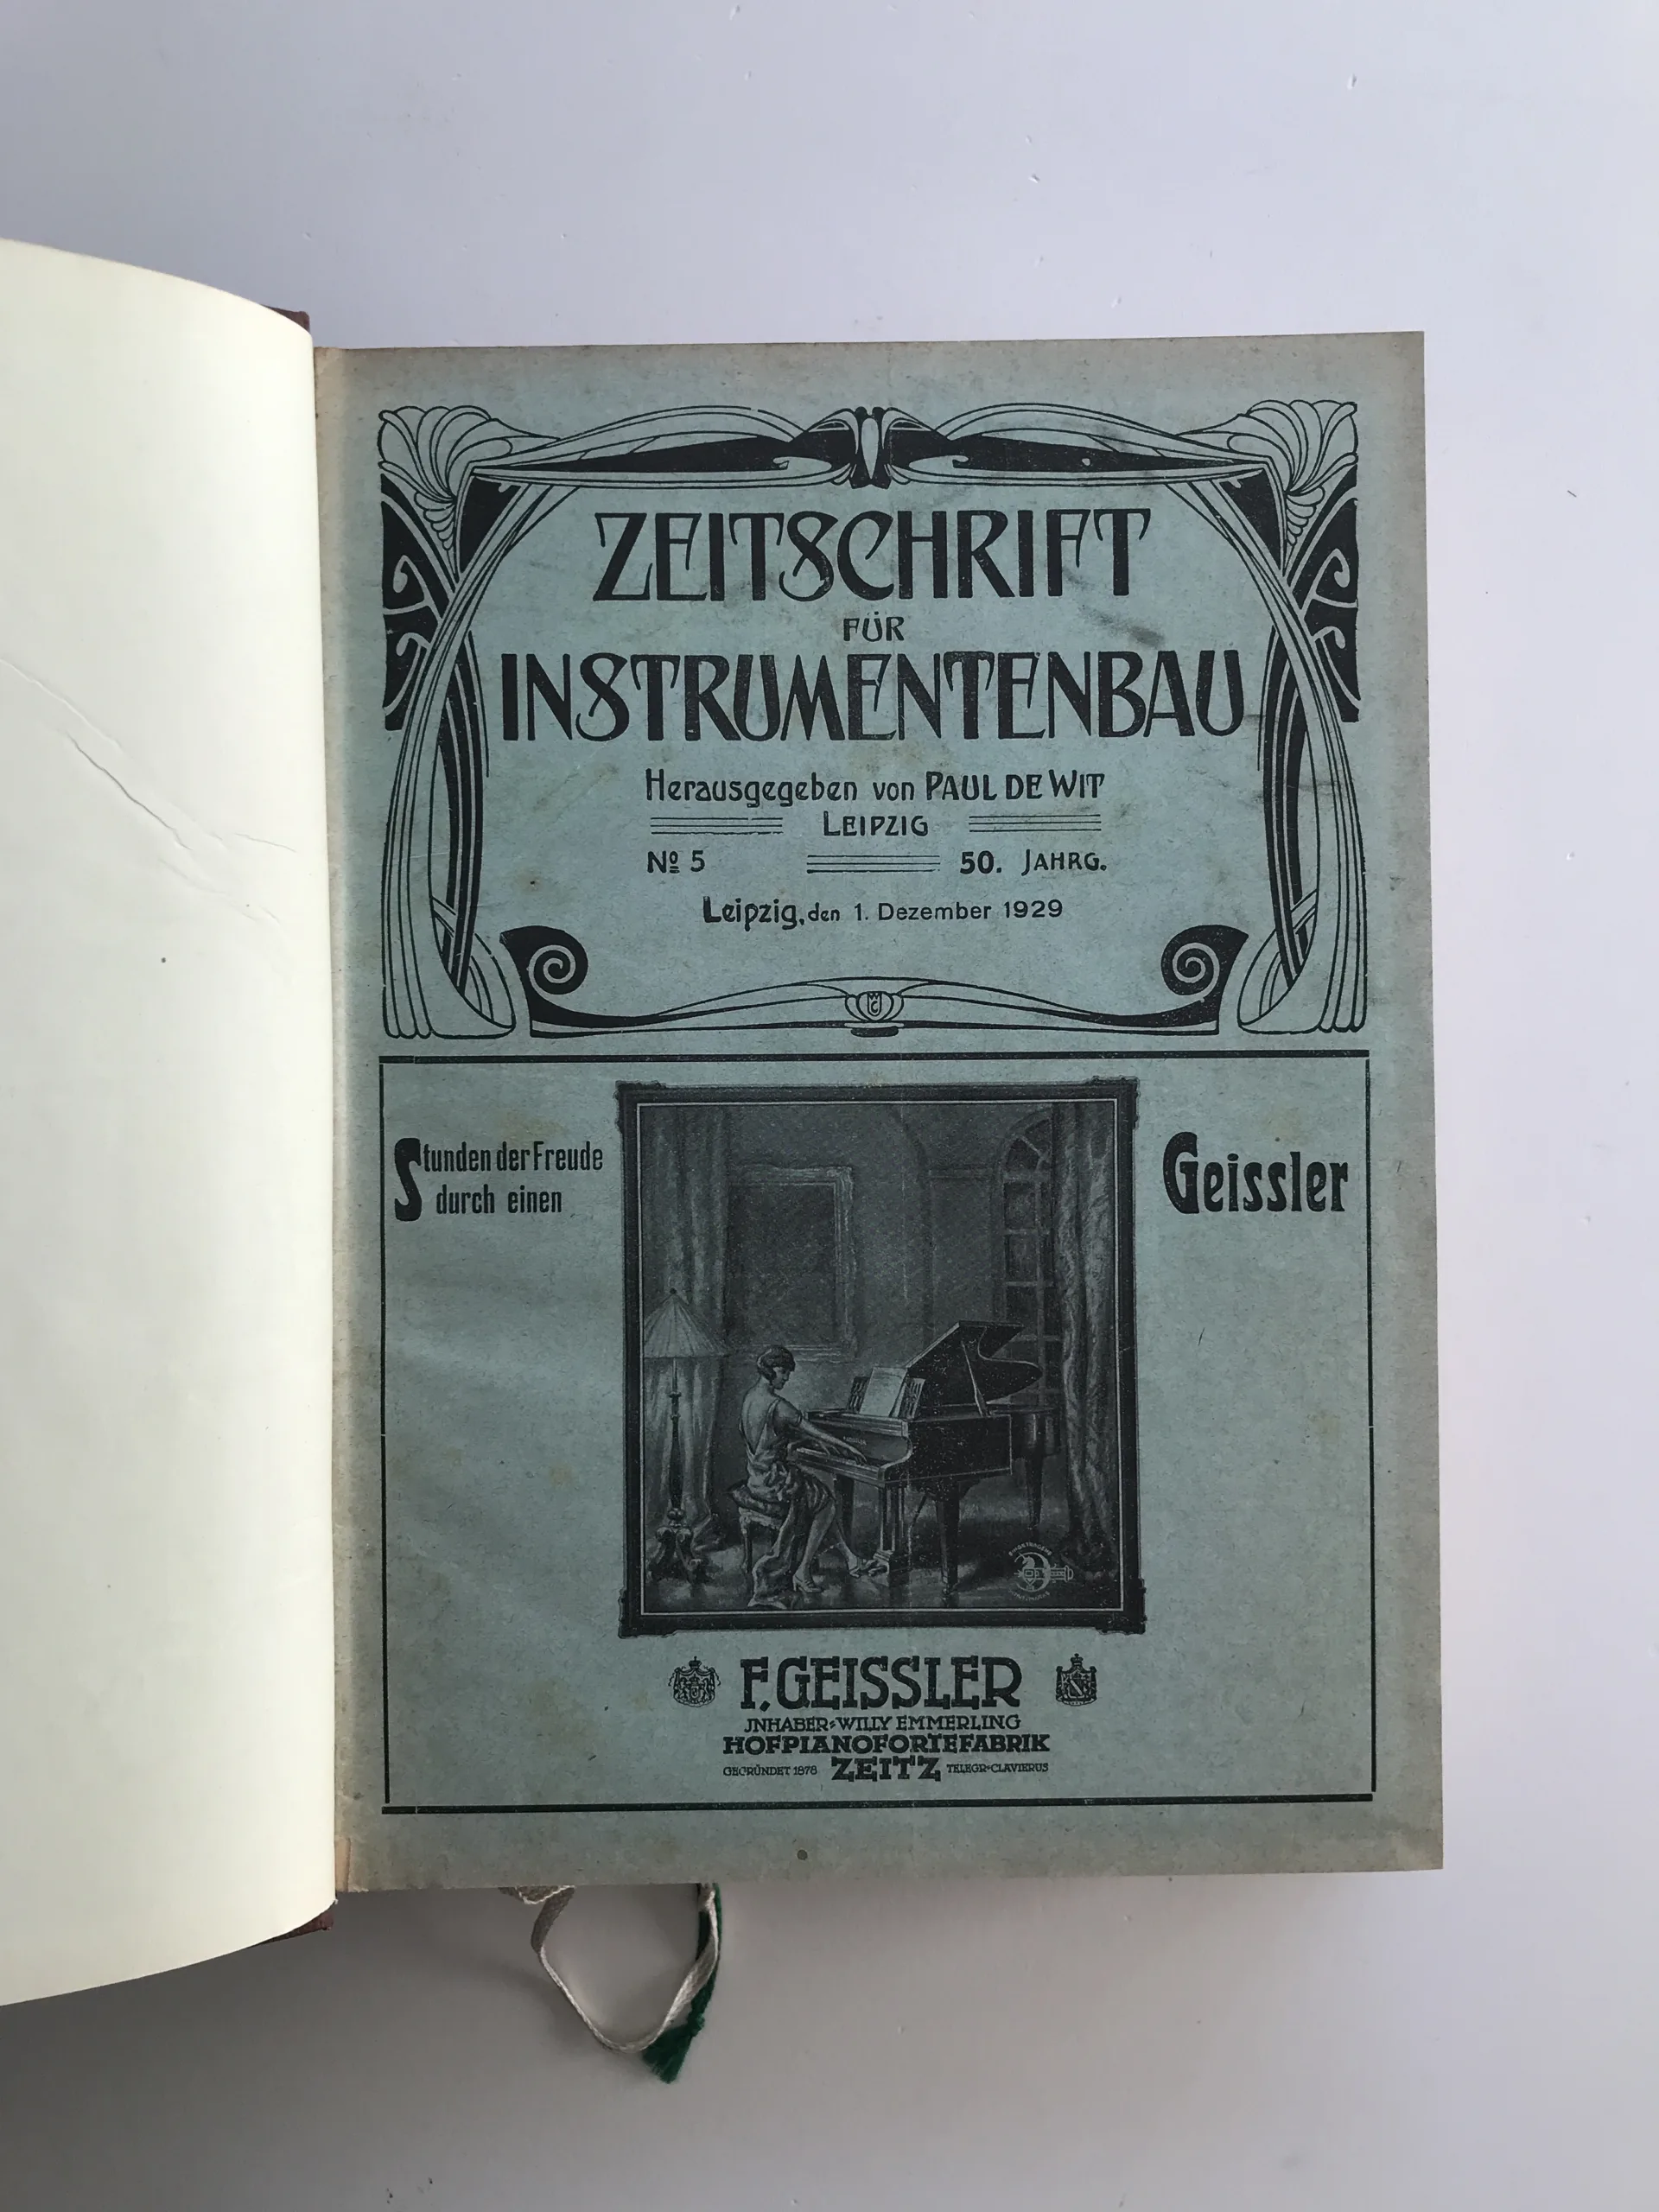 ZEITSCHRIFT
FÜR
INSTRUMENTENBAU
Herausgegeben von PAUL DE WIT
LEIPZIG
Nº 5 50. JAHRG.
Leipzig, den 1. Dezember 1929
Stunden der Freude
durch einen
Geissler
F. GEISSLER
JNHABER=WILLY EMMERLING
HOFPIANOFORTEFABRIK
GEGRÜNDET 1878 ZEITZ TELEGR=CLAVIERUS